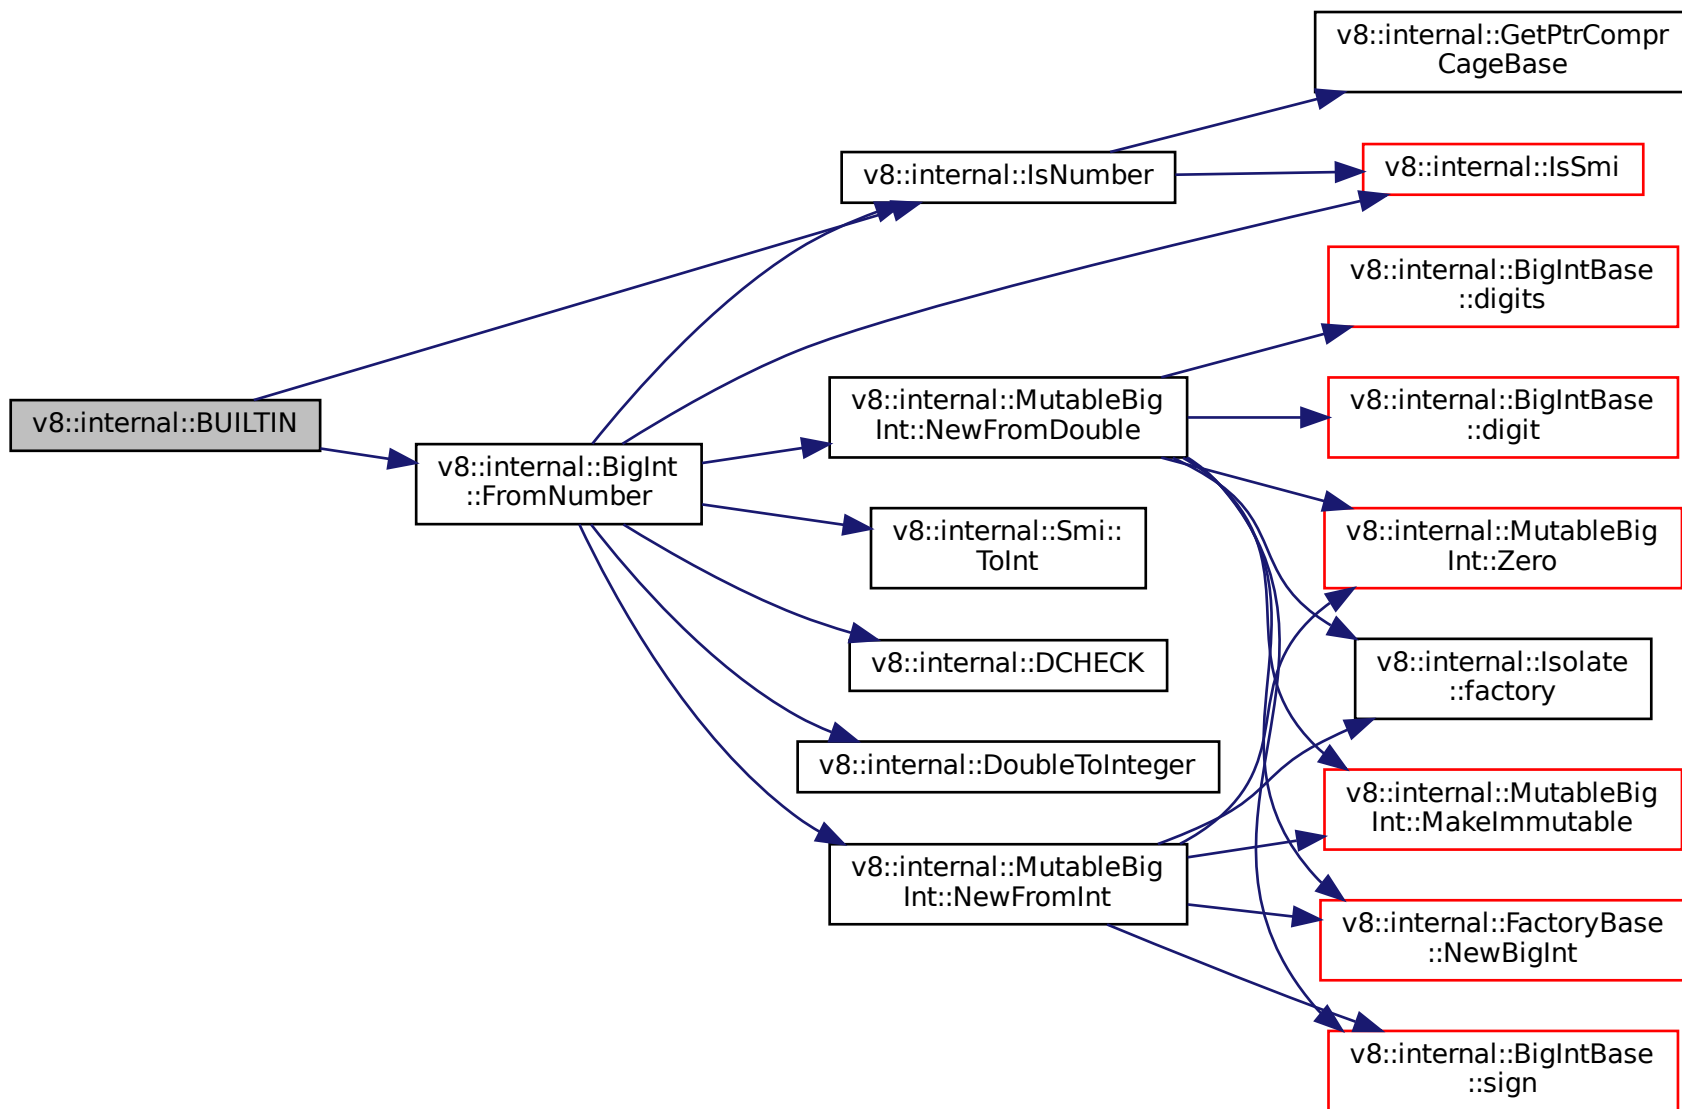 v8::internal::GetPtrCompr
CageBase
v8::internal::IsNumber
v8::internal::IsSmi
v8::internal::BigIntBase
::digits
v8::internal::BUILTIN
v8::internal::BigInt
::FromNumber
v8::internal::MutableBig
Int::NewFromDouble
v8::internal::BigIntBase
::digit
v8::internal::Smi::
ToInt
v8::internal::MutableBig
Int::Zero
v8::internal::DCHECK
v8::internal::Isolate
::factory
v8::internal::DoubleToInteger
v8::internal::MutableBig
Int::MakeImmutable
v8::internal::MutableBig
Int::NewFromInt
v8::internal::FactoryBase
::NewBigInt
v8::internal::BigIntBase
::sign